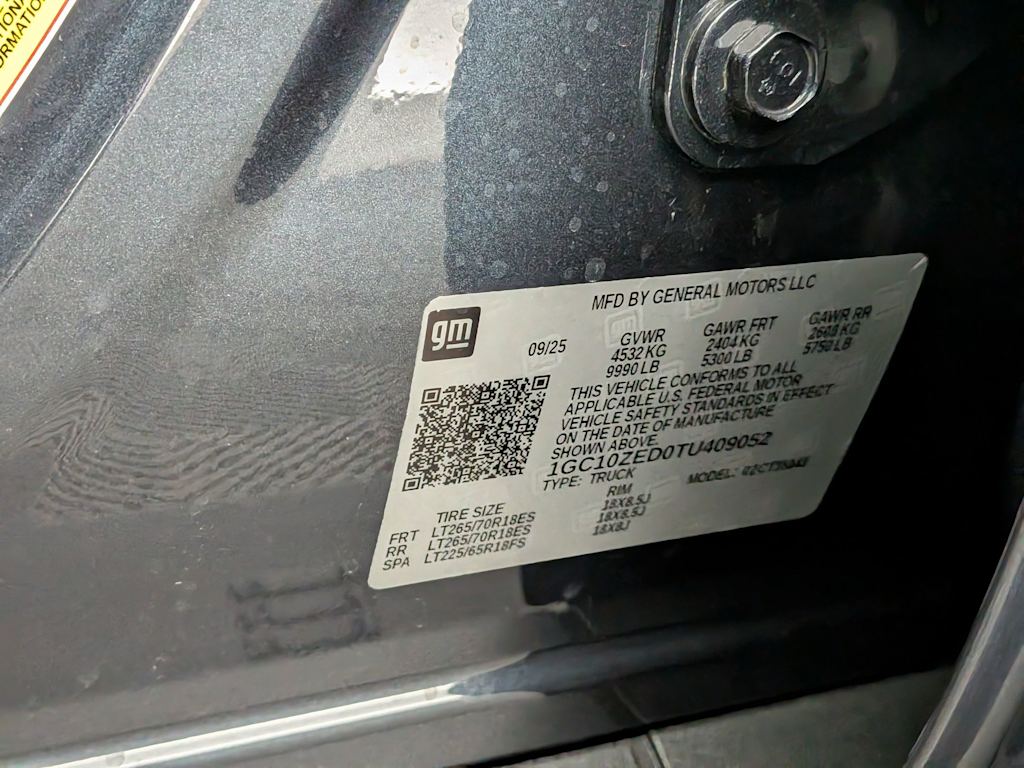 gm
MFD BY GENERAL MOTORS LLC
09/25
GVWR
4532 KG
9990 LB
GAWR FRT
2404 KG
5300 LB
GAWR RR
2608 KG
5750 LB
THIS VEHICLE CONFORMS TO ALL
APPLICABLE U.S. FEDERAL MOTOR
VEHICLE SAFETY STANDARDS IN EFFECT
ON THE DATE OF MANUFACTURE
SHOWN ABOVE.
1GC10ZED0TU409052
TYPE: TRUCK
MODEL:
TIRE SIZE
RIM
FRT LT265/70R18ES 18X8.5J
RR LT265/70R18ES 18X8.5J
SPA LT225/65R18FS 18X8J